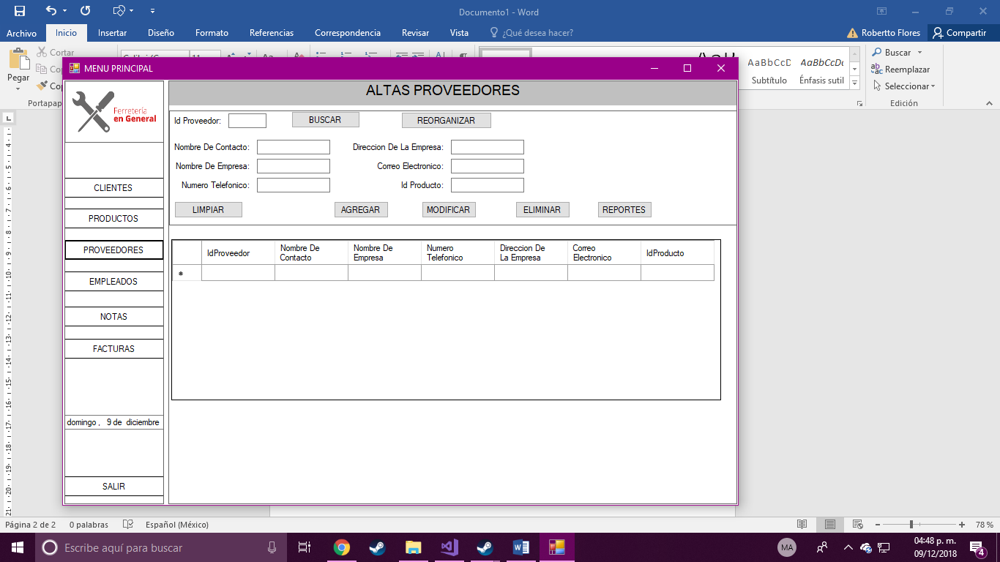 Documento1 - Word
Archivo Inicio Insertar Diseño Formato Referencias Correspondencia Revisar Vista ¿Qué desea hacer? Robertto Flores Compartir
Cortar
Pegar
Portapap
AaBbCcD AaBbCcDc
Subtítulo Énfasis sutil
Buscar
Reemplazar
Seleccionar
Edición
MENU PRINCIPAL
Ferretería
en General
CLIENTES
PRODUCTOS
PROVEEDORES
EMPLEADOS
NOTAS
FACTURAS
domingo , 9 de diciembre
SALIR
ALTAS PROVEEDORES
Id Proveedor: BUSCAR REORGANIZAR
Nombre De Contacto: Direccion De La Empresa:
Nombre De Empresa: Correo Electronico:
Numero Telefonico: Id Producto:
LIMPIAR AGREGAR MODIFICAR ELIMINAR REPORTES
IdProveedor
Nombre De
Contacto
Nombre De
Empresa
Numero
Telefonico
Direccion De
La Empresa
Correo
Electronico
IdProducto
Página 2 de 2 0 palabras Español (México) 78 %
Escribe aquí para buscar
MA
04:48 p. m.
09/12/2018
4